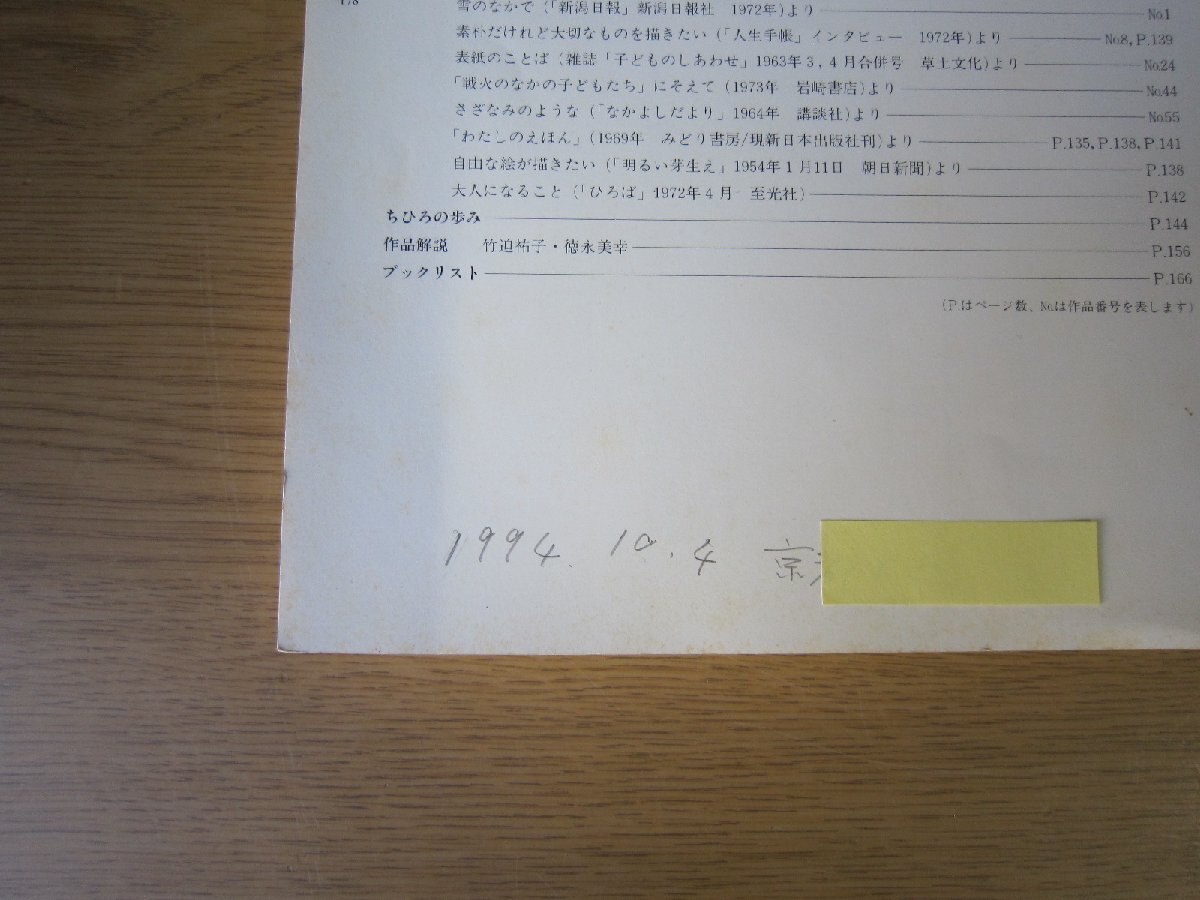 178
雪のなかで(「新潟日報」新潟日報社 1972年)より No.1
素朴だけれど大切なものを描きたい(「人生手帳」インタビュー 1972年)より No.8, P.139
表紙のことば(雑誌「子どものしあわせ」1963年3, 4月合併号 草土文化)より No.24
「戦火のなかの子どもたち」にそえて(1973年 岩崎書店)より No.44
さざなみのような(「なかよしだより」1964年 講談社)より No.55
「わたしのえほん」(1969年 みどり書房/現新日本出版社刊)より P.135, P.138, P.141
自由な絵が描きたい(「明るい芽生え」1954年1月11日 朝日新聞)より P.138
大人になること(「ひろば」1972年4月 至光社) P.142
ちひろの歩み P.144
作品解説 竹迫祐子・徳永美幸 P.156
ブックリスト P.166
(P.はページ数、No.は作品番号を表します)
1994. 10. 4 京